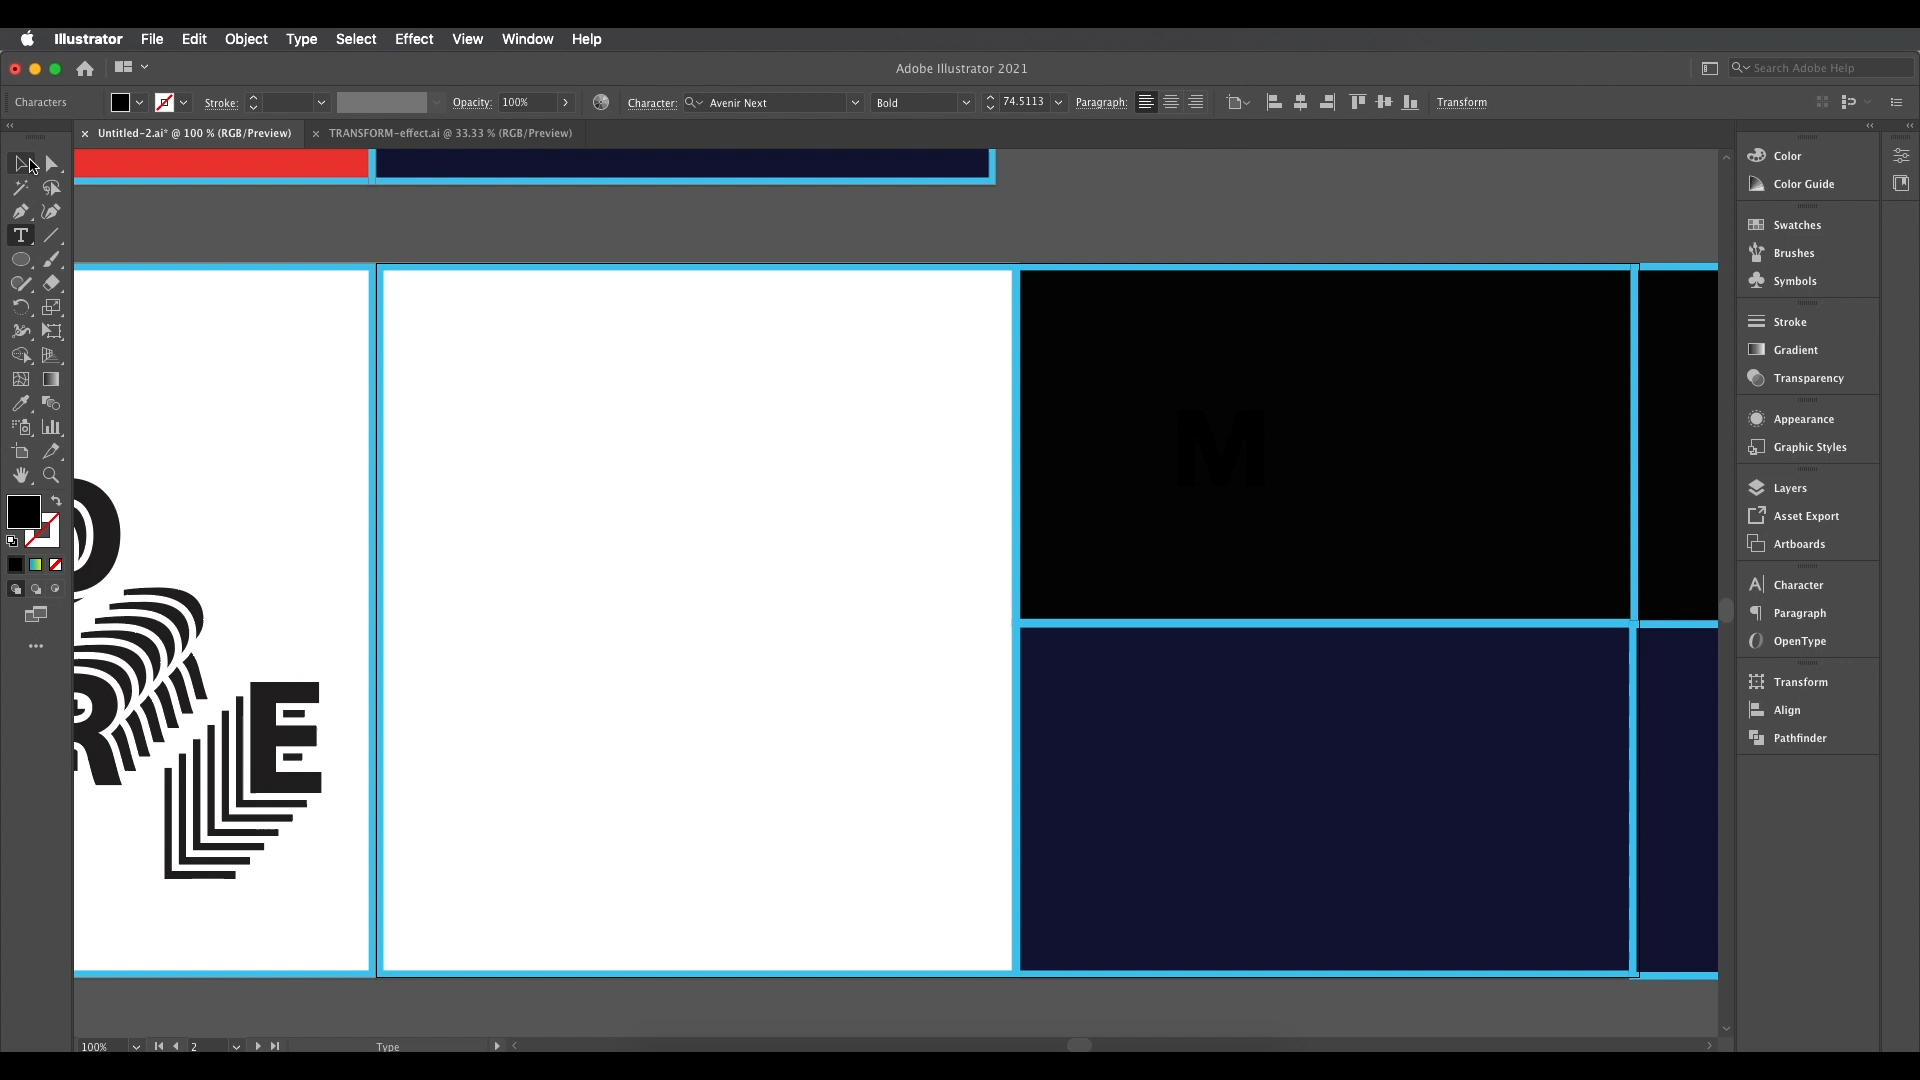 Illustrator File Edit Object Type Select Effect View Window Help
Adobe Illustrator 2021
Search Adobe Help
Characters Stroke: Opacity: 100% Character: Avenir Next Bold 74.5113 Paragraph: Transform
Untitled-2.ai* @ 100 % (RGB/Preview) TRANSFORM-effect.ai @ 33.33 % (RGB/Preview)
Color
Color Guide
Swatches
Brushes
Symbols
Stroke
Gradient
Transparency
Appearance
Graphic Styles
Layers
Asset Export
Artboards
Character
Paragraph
OpenType
Transform
Align
Pathfinder
M
O
R
E
100% 2 Type